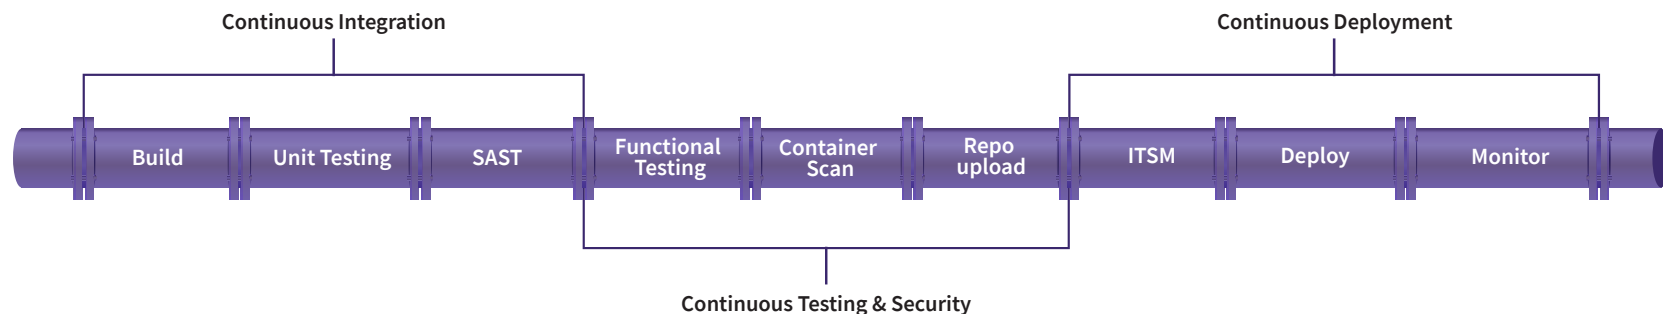 Continuous Integration
Continuous Deployment
Build
Unit Testing
SAST
Functional
Testing
Container
Scan
Repo
upload
ITSM
Deploy
Monitor
Continuous Testing & Security